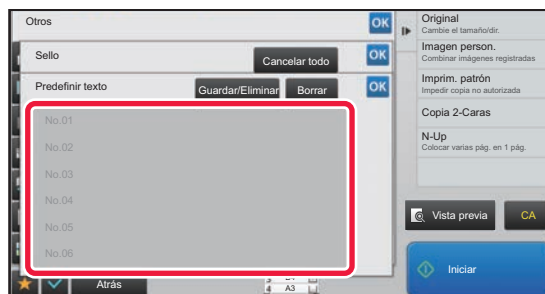 Otros
OK
Sello
Cancelar todo
OK
Predefinir texto
Guardar/Eliminar
Borrar
OK
No.01
No.02
No.03
No.04
No.05
No.06
Atrás
4 A3
Original
Cambie el tamaño/dir.
Imagen person.
Combinar imágenes registradas
Imprim. patrón
Impedir copia no autorizada
Copia 2-Caras
N-Up
Colocar varias pág. en 1 pág.
Vista previa
CA
Iniciar